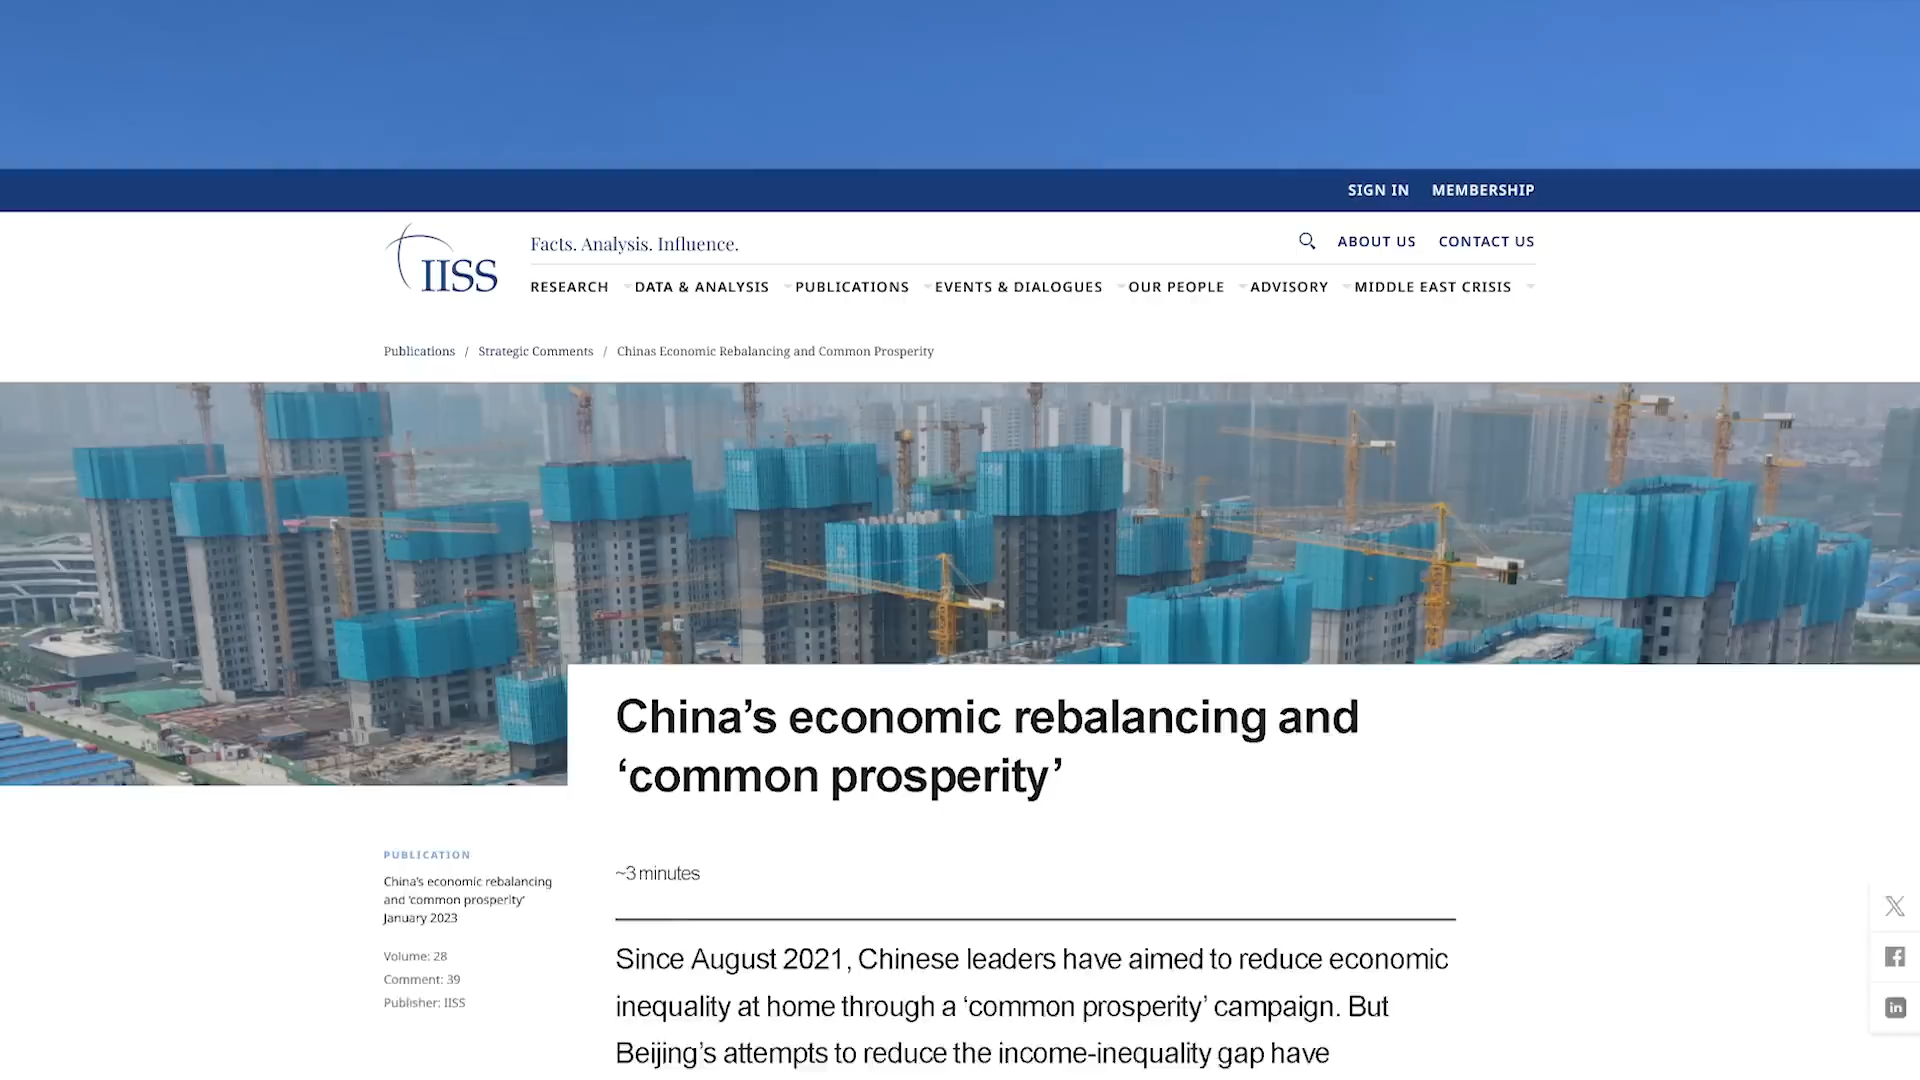 SIGN IN MEMBERSHIP
Facts. Analysis. Influence.
ABOUT US CONTACT US
IISS
RESEARCH DATA & ANALYSIS PUBLICATIONS EVENTS & DIALOGUES OUR PEOPLE ADVISORY MIDDLE EAST CRISIS
Publications / Strategic Comments / Chinas Economic Rebalancing and Common Prosperity
China’s economic rebalancing and
‘common prosperity’
PUBLICATION
China’s economic rebalancing
and ‘common prosperity’
January 2023
Volume: 28
Comment: 39
Publisher: IISS
~3 minutes
Since August 2021, Chinese leaders have aimed to reduce economic
inequality at home through a ‘common prosperity’ campaign. But
Beijing’s attempts to reduce the income-inequality gap have